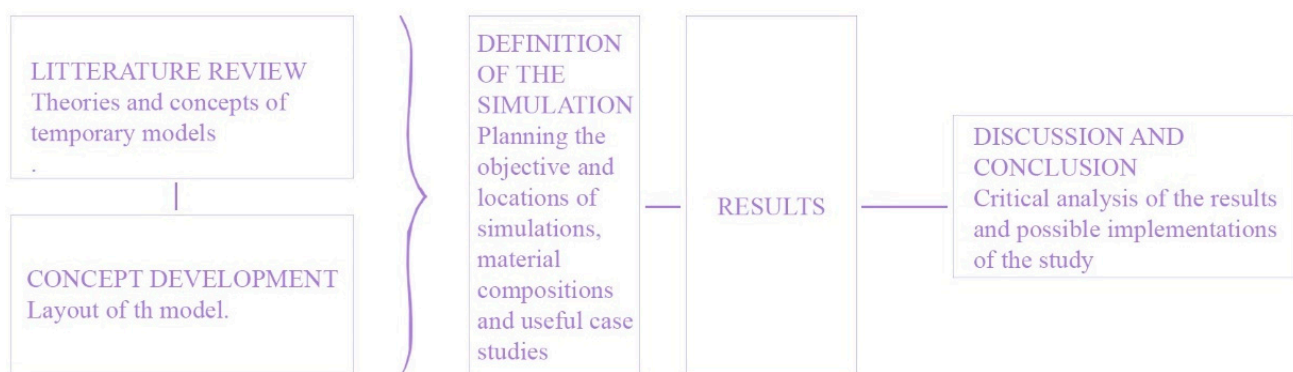 LITTERATURE REVIEW
Theories and concepts of
temporary models
.
CONCEPT DEVELOPMENT
Layout of th model.
DEFINITION
OF THE
SIMULATION
Planning the
objective and
locations of
simulations,
material
compositions
and useful case
studies
RESULTS
DISCUSSION AND
CONCLUSION
Critical analysis of the results
and possible implementations
of the study